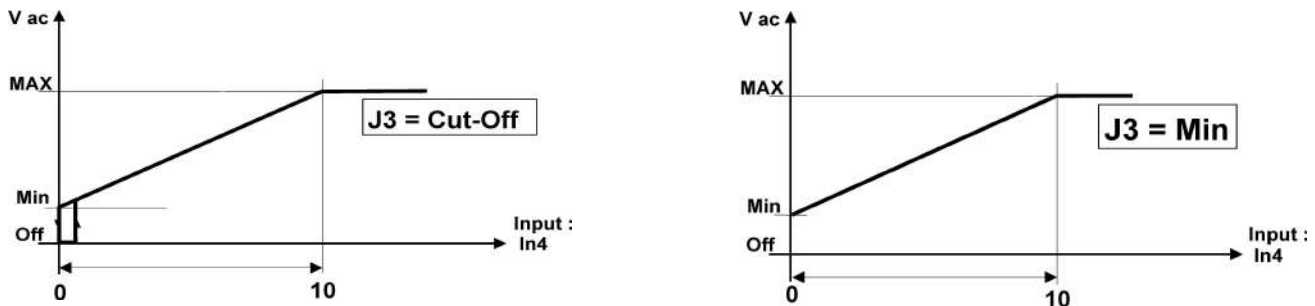 V ac
MAX
J3 = Cut-Off
Min
Off
Input :
In4
0
10
V ac
MAX
J3 = Min
Min
Off
Input :
In4
0
10